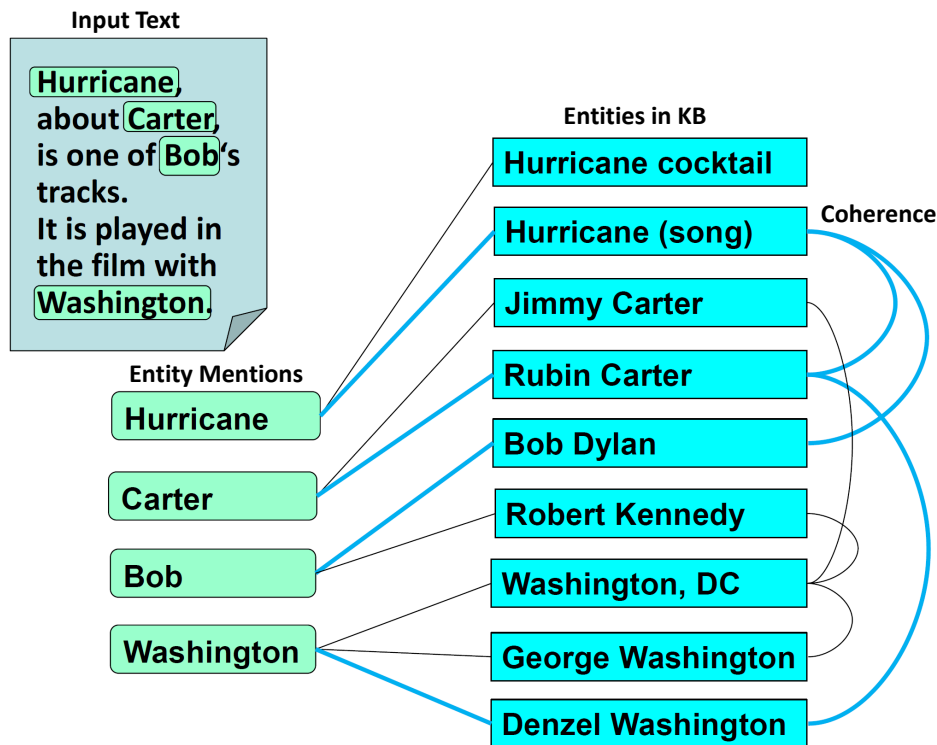 Input Text
Hurricane,
about Carter,
is one of Bob‘s
tracks.
It is played in
the film with
Washington.
Entity Mentions
Hurricane
Carter
Bob
Washington
Entities in KB
Hurricane cocktail
Hurricane (song)
Jimmy Carter
Rubin Carter
Bob Dylan
Robert Kennedy
Washington, DC
George Washington
Denzel Washington
Coherence